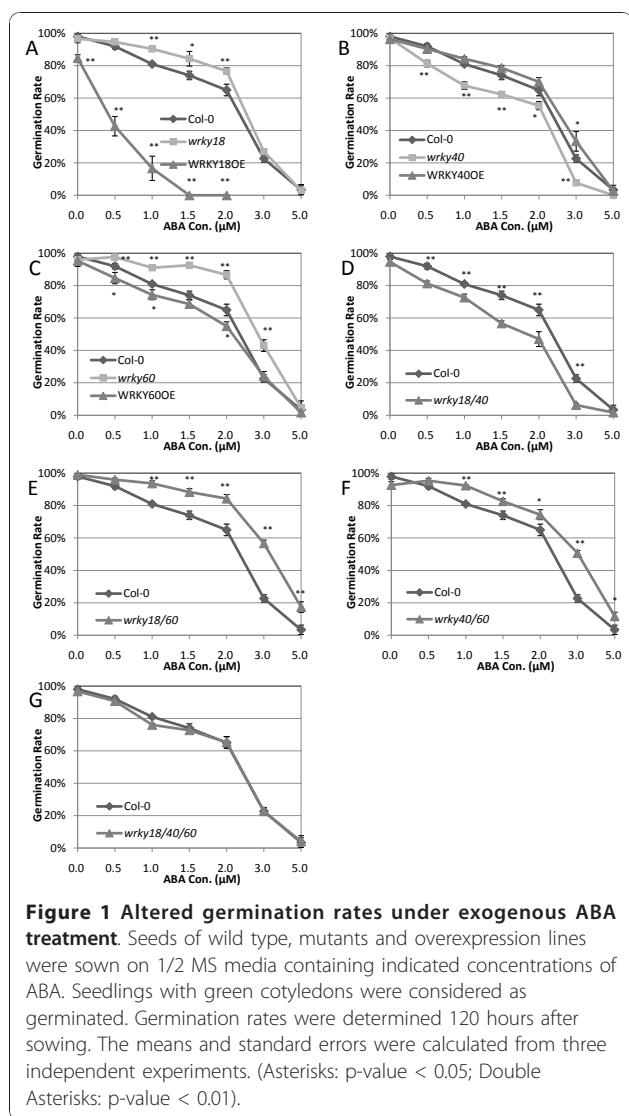 A
Germination Rate
100%
80%
60%
40%
20%
0%
** ** ** ** * ** ** **
Col-0
wrky18
WRKY18OE
0.0 0.5 1.0 1.5 2.0 3.0 5.0
ABA Con. (μM)
B
Germination Rate
100%
80%
60%
40%
20%
0%
** ** ** * * **
Col-0
wrky40
WRKY40OE
0.0 0.5 1.0 1.5 2.0 3.0 5.0
ABA Con. (μM)
C
Germination Rate
100%
80%
60%
40%
20%
0%
** ** ** ** ** * * *
Col-0
wrky60
WRKY60OE
0.0 0.5 1.0 1.5 2.0 3.0 5.0
ABA Con. (μM)
D
Germination Rate
100%
80%
60%
40%
20%
0%
** ** ** ** **
Col-0
wrky18/40
0.0 0.5 1.0 1.5 2.0 3.0 5.0
ABA Con. (μM)
E
Germination Rate
100%
80%
60%
40%
20%
0%
** ** ** ** **
Col-0
wrky18/60
0.0 0.5 1.0 1.5 2.0 3.0 5.0
ABA Con. (μM)
F
Germination Rate
100%
80%
60%
40%
20%
0%
** ** * ** *
Col-0
wrky40/60
0.0 0.5 1.0 1.5 2.0 3.0 5.0
ABA Con. (μM)
G
Germination Rate
100%
80%
60%
40%
20%
0%
Col-0
wrky18/40/60
0.0 0.5 1.0 1.5 2.0 3.0 5.0
ABA Con. (μM)
Figure 1 Altered germination rates under exogenous ABA
treatment. Seeds of wild type, mutants and overexpression lines
were sown on 1/2 MS media containing indicated concentrations of
ABA. Seedlings with green cotyledons were considered as
germinated. Germination rates were determined 120 hours after
sowing. The means and standard errors were calculated from three
independent experiments. (Asterisks: p-value < 0.05; Double
Asterisks: p-value < 0.01).